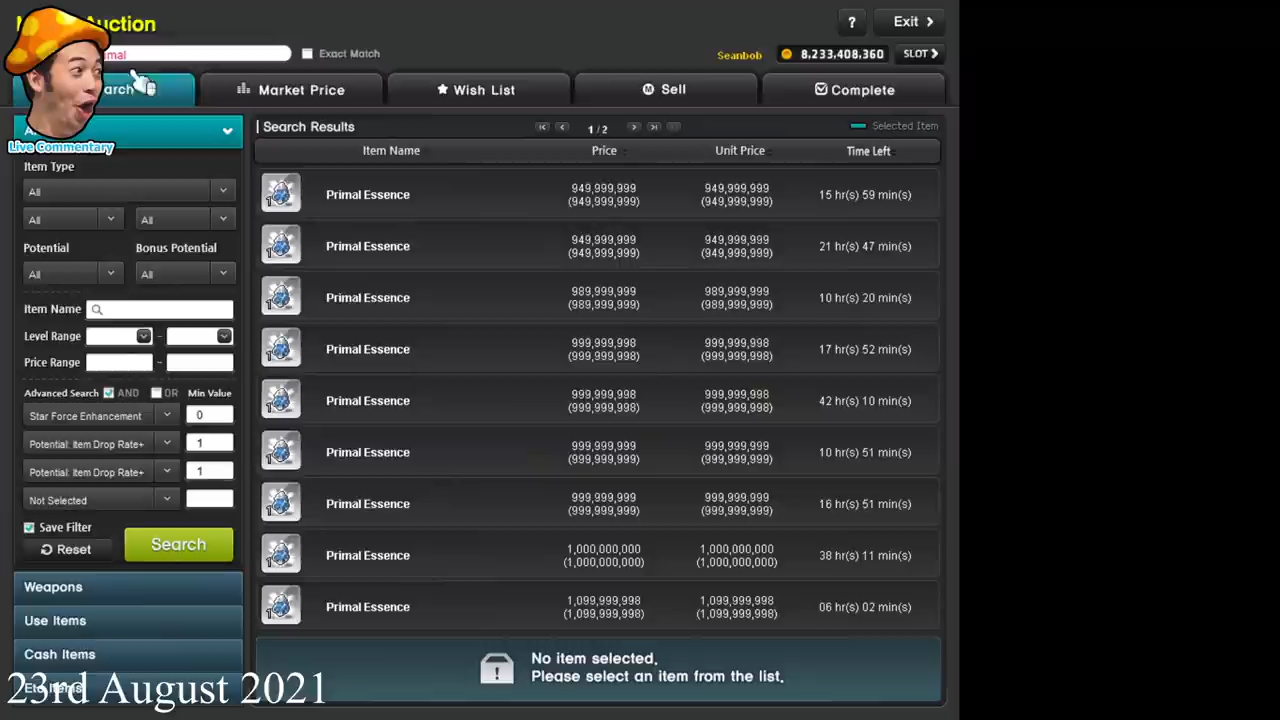 uction
? Exit
mal
Exact Match
Seanbob 8,233,408,360 SLOT
arch
Market Price
Wish List
Sell
Complete
Live Commentary
Item Type
All
All All
Potential Bonus Potential
All All
Item Name
Level Range -
Price Range -
Advanced Search AND OR Min Value
Star Force Enhancement 0
Potential: Item Drop Rate+ 1
Potential: Item Drop Rate+ 1
Not Selected
Save Filter
Reset Search
Weapons
Use Items
Cash Items
23rd August 2021
Search Results 1 / 2 Selected Item
Item Name Price Unit Price Time Left
1 Primal Essence 949,999,999 (949,999,999) 949,999,999 (949,999,999) 15 hr(s) 59 min(s)
1 Primal Essence 949,999,999 (949,999,999) 949,999,999 (949,999,999) 21 hr(s) 47 min(s)
1 Primal Essence 989,999,999 (989,999,999) 989,999,999 (989,999,999) 10 hr(s) 20 min(s)
1 Primal Essence 999,999,998 (999,999,998) 999,999,998 (999,999,998) 17 hr(s) 52 min(s)
1 Primal Essence 999,999,998 (999,999,998) 999,999,998 (999,999,998) 42 hr(s) 10 min(s)
1 Primal Essence 999,999,999 (999,999,999) 999,999,999 (999,999,999) 10 hr(s) 51 min(s)
1 Primal Essence 999,999,999 (999,999,999) 999,999,999 (999,999,999) 16 hr(s) 51 min(s)
1 Primal Essence 1,000,000,000 (1,000,000,000) 1,000,000,000 (1,000,000,000) 38 hr(s) 11 min(s)
1 Primal Essence 1,099,999,998 (1,099,999,998) 1,099,999,998 (1,099,999,998) 06 hr(s) 02 min(s)
No item selected.
Please select an item from the list.